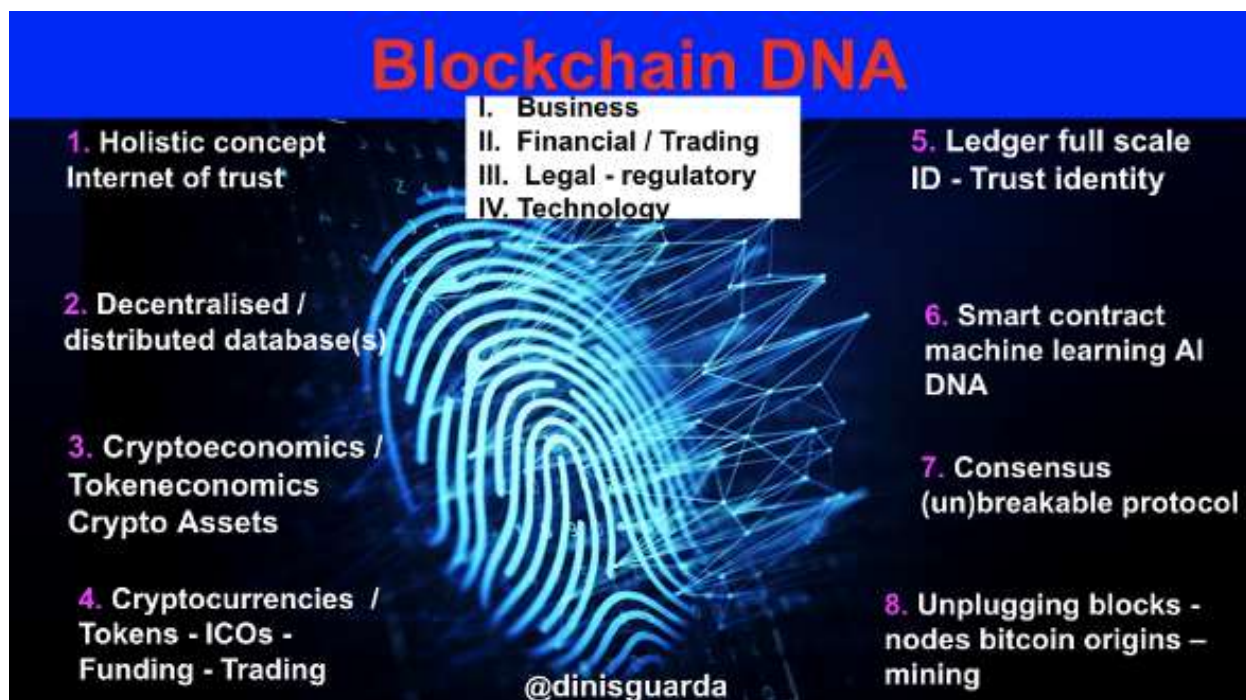 Blockchain DNA
I. Business
II. Financial / Trading
III. Legal - regulatory
IV. Technology
1. Holistic concept
Internet of trust
2. Decentralised /
distributed database(s)
3. Cryptoeconomics /
Tokeneconomics
Crypto Assets
4. Cryptocurrencies /
Tokens - ICOs -
Funding - Trading
5. Ledger full scale
ID - Trust identity
6. Smart contract
machine learning AI
DNA
7. Consensus
(un)breakable protocol
8. Unplugging blocks -
nodes bitcoin origins –
mining
@dinisguarda